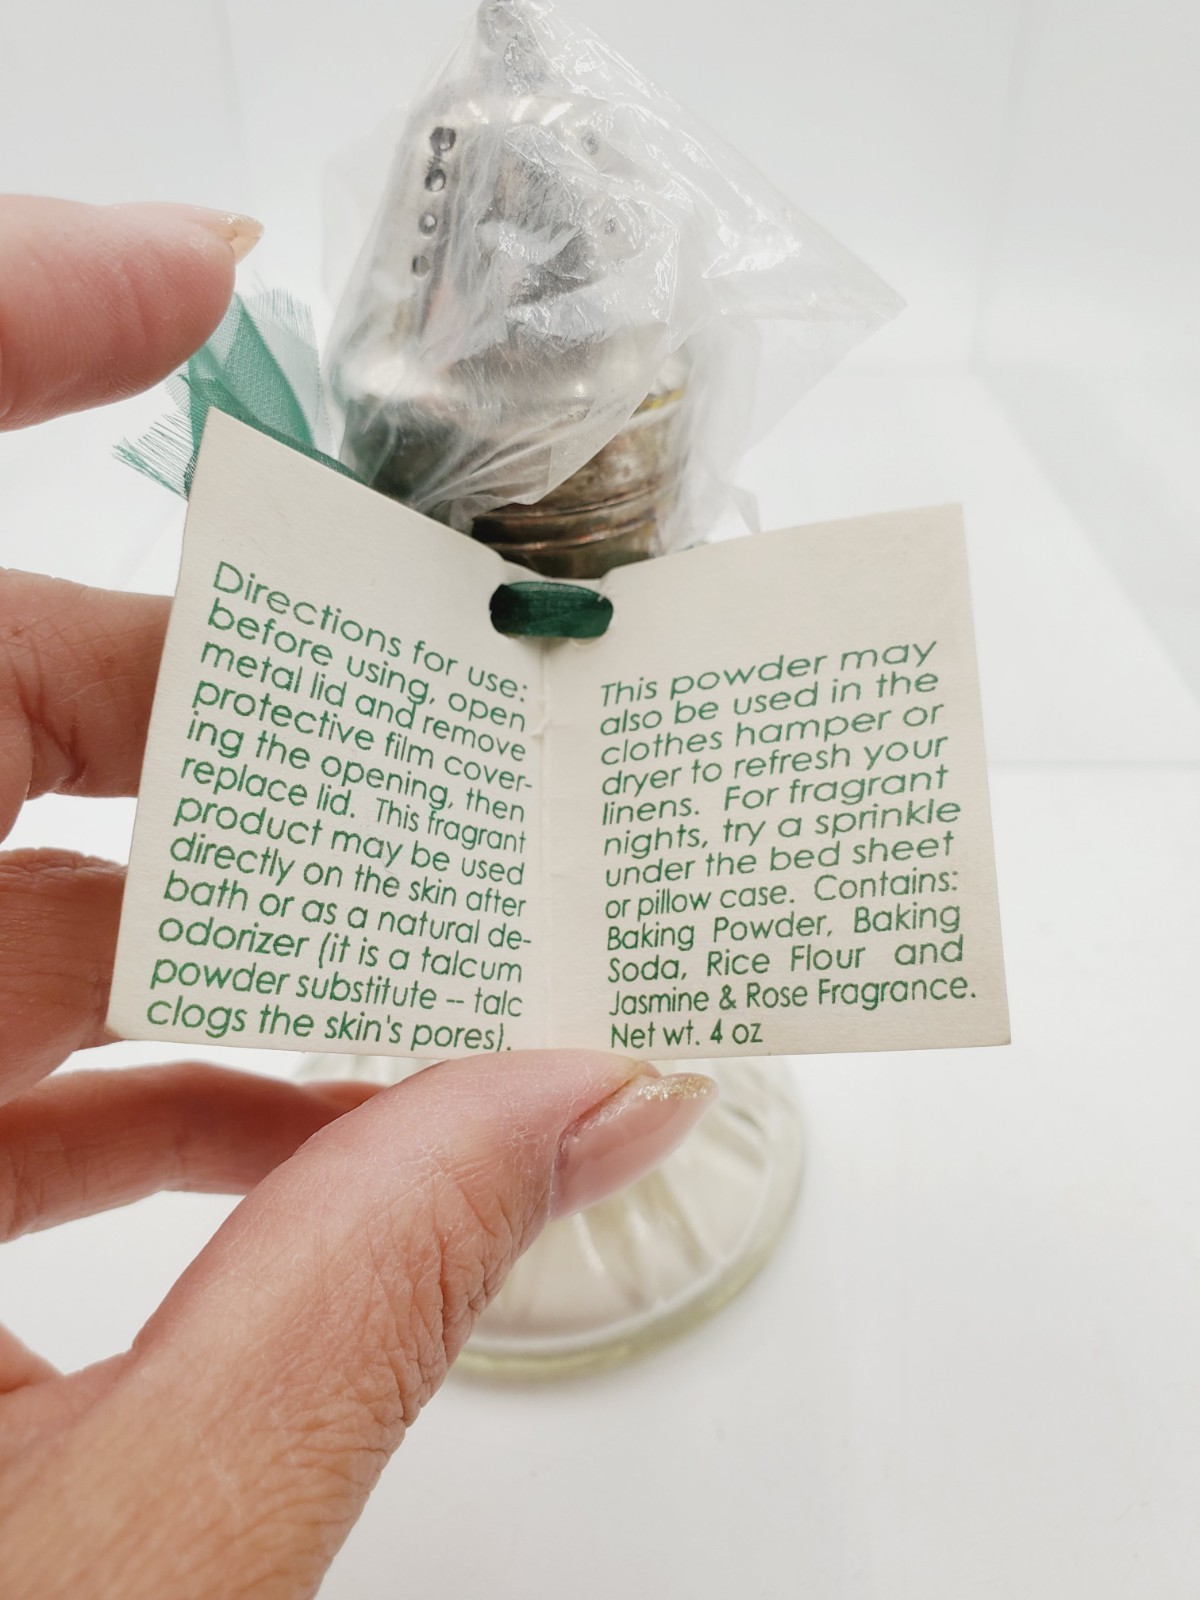 Directions for use:
before using, open
metal lid and remove
protective film cover-
ing the opening, then
replace lid. This fragrant
product may be used
directly on the skin after
bath or as a natural de-
odorizer (it is a talcum
powder substitute -- talc
clogs the skin's pores).
This powder may
also be used in the
clothes hamper or
dryer to refresh your
linens. For fragrant
nights, try a sprinkle
under the bed sheet
or pillow case. Contains:
Baking Powder, Baking
Soda, Rice Flour and
Jasmine & Rose Fragrance.
Net wt. 4 oz